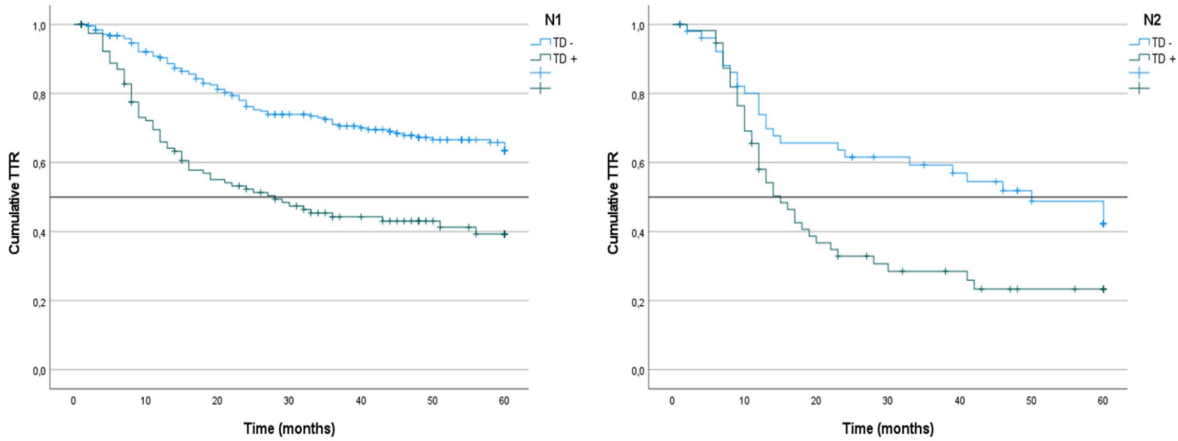 N1
TD -
TD +
1,0
0,8
0,6
0,4
0,2
0,0
Cumulative TTR
0 10 20 30 40 50 60
Time (months)
N2
TD -
TD +
1,0
0,8
0,6
0,4
0,2
0,0
Cumulative TTR
0 10 20 30 40 50 60
Time (months)